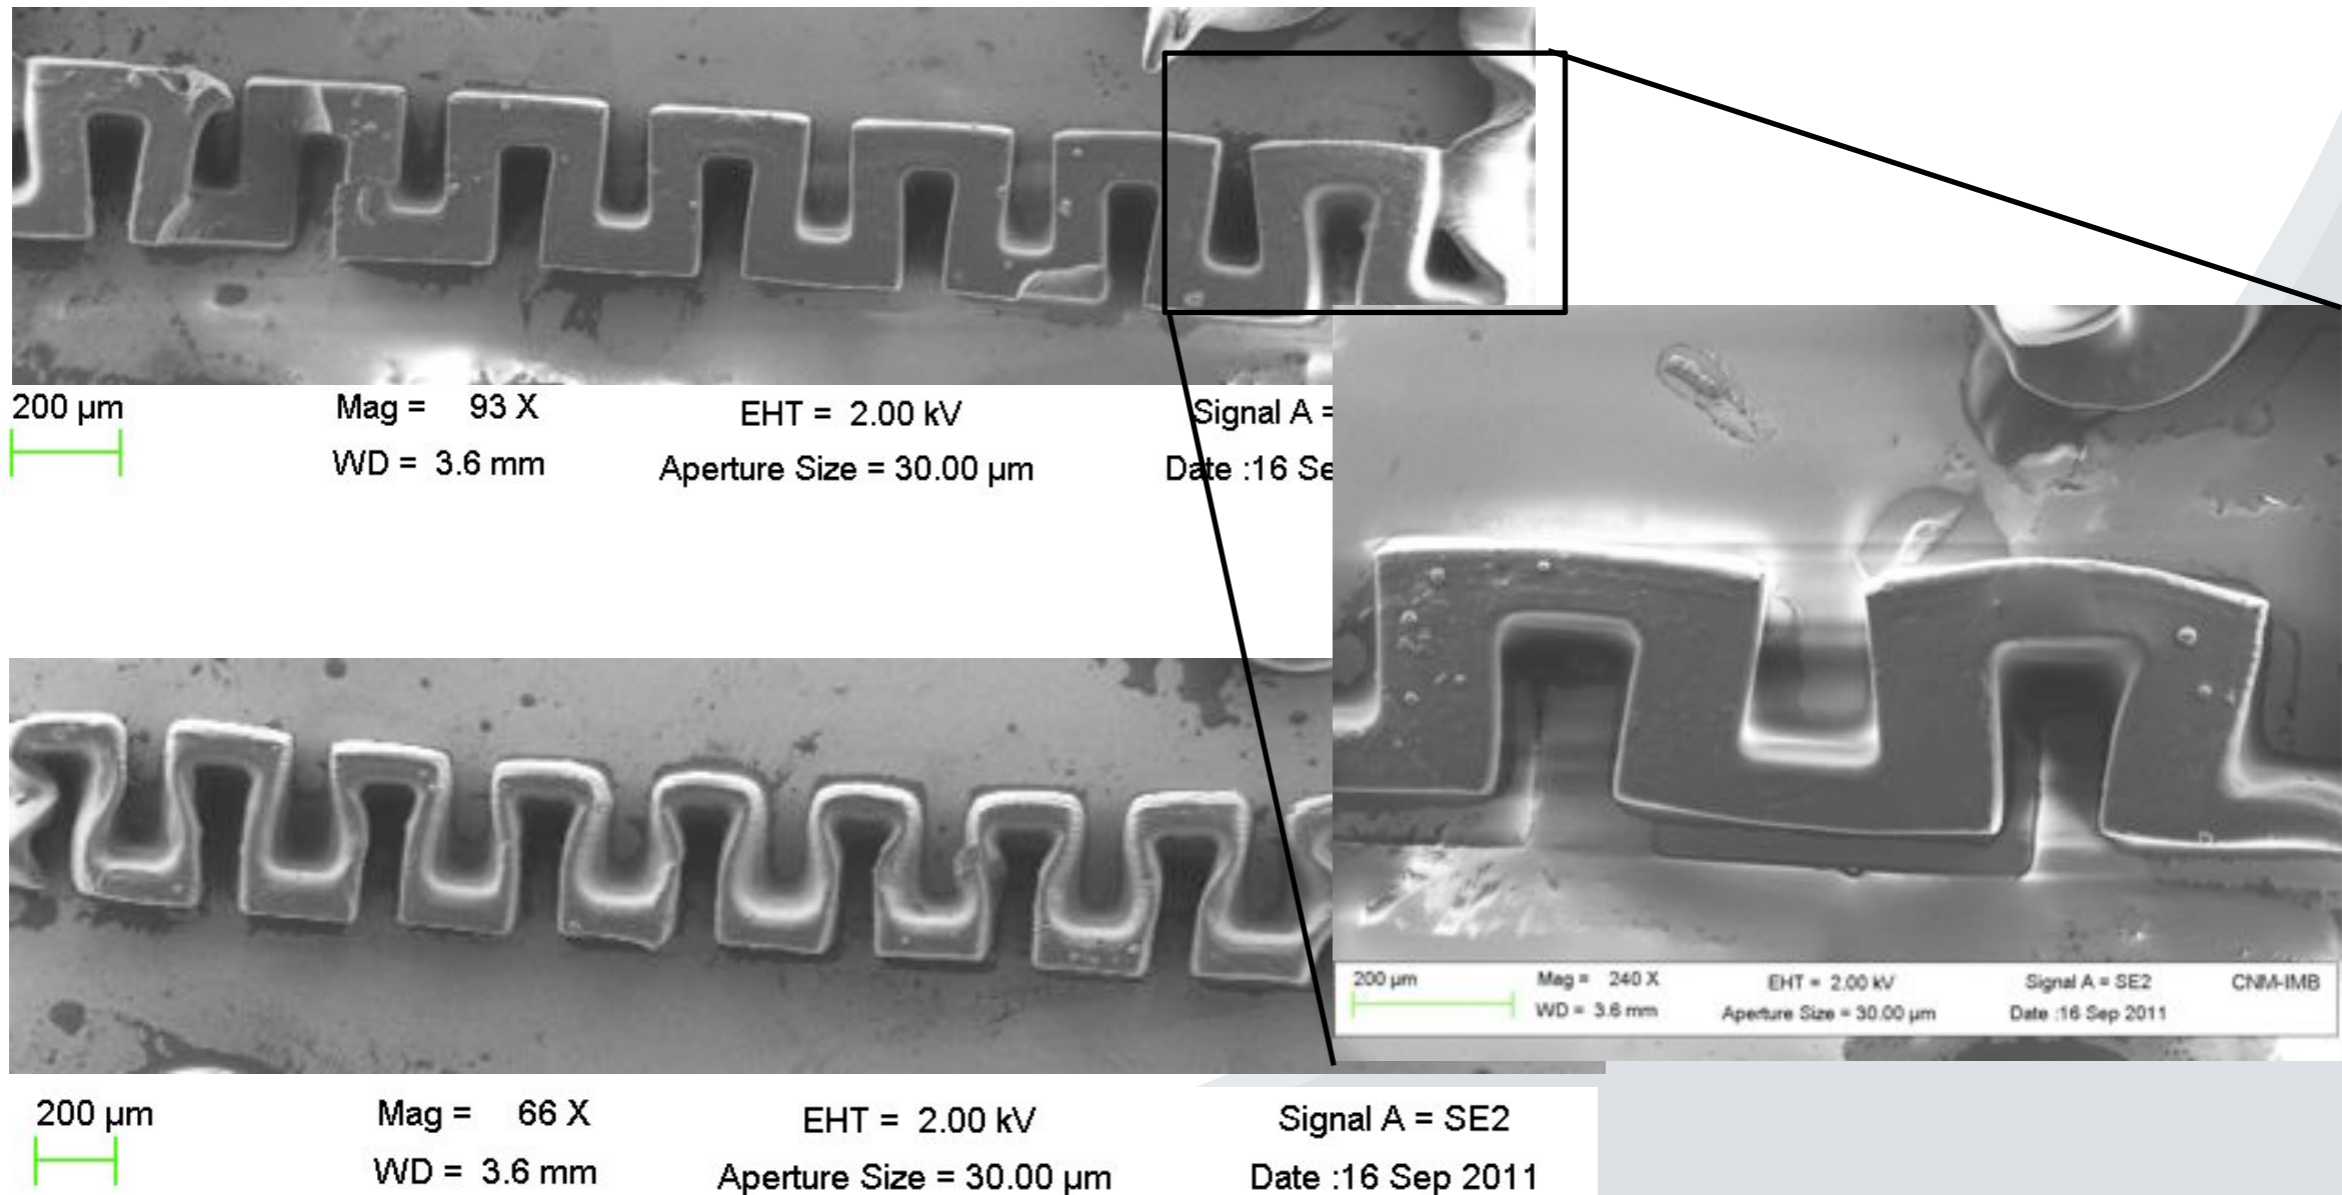 200 µm Mag = 93 X EHT = 2.00 kV Signal A =
WD = 3.6 mm Aperture Size = 30.00 µm Date :16 Se
200 µm Mag = 240 X EHT = 2.00 kV Signal A = SE2 CNM-IMB
WD = 3.6 mm Aperture Size = 30.00 µm Date :16 Sep 2011
200 µm Mag = 66 X EHT = 2.00 kV Signal A = SE2
WD = 3.6 mm Aperture Size = 30.00 µm Date :16 Sep 2011